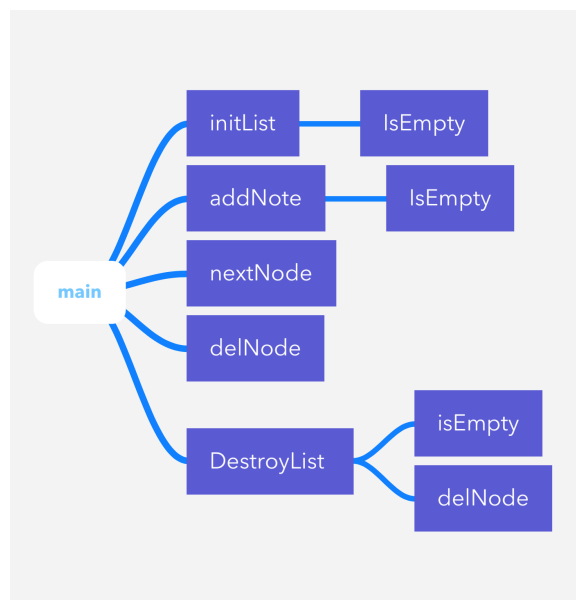 initList
IsEmpty
addNote
IsEmpty
nextNode
main
delNode
DestroyList
isEmpty
delNode